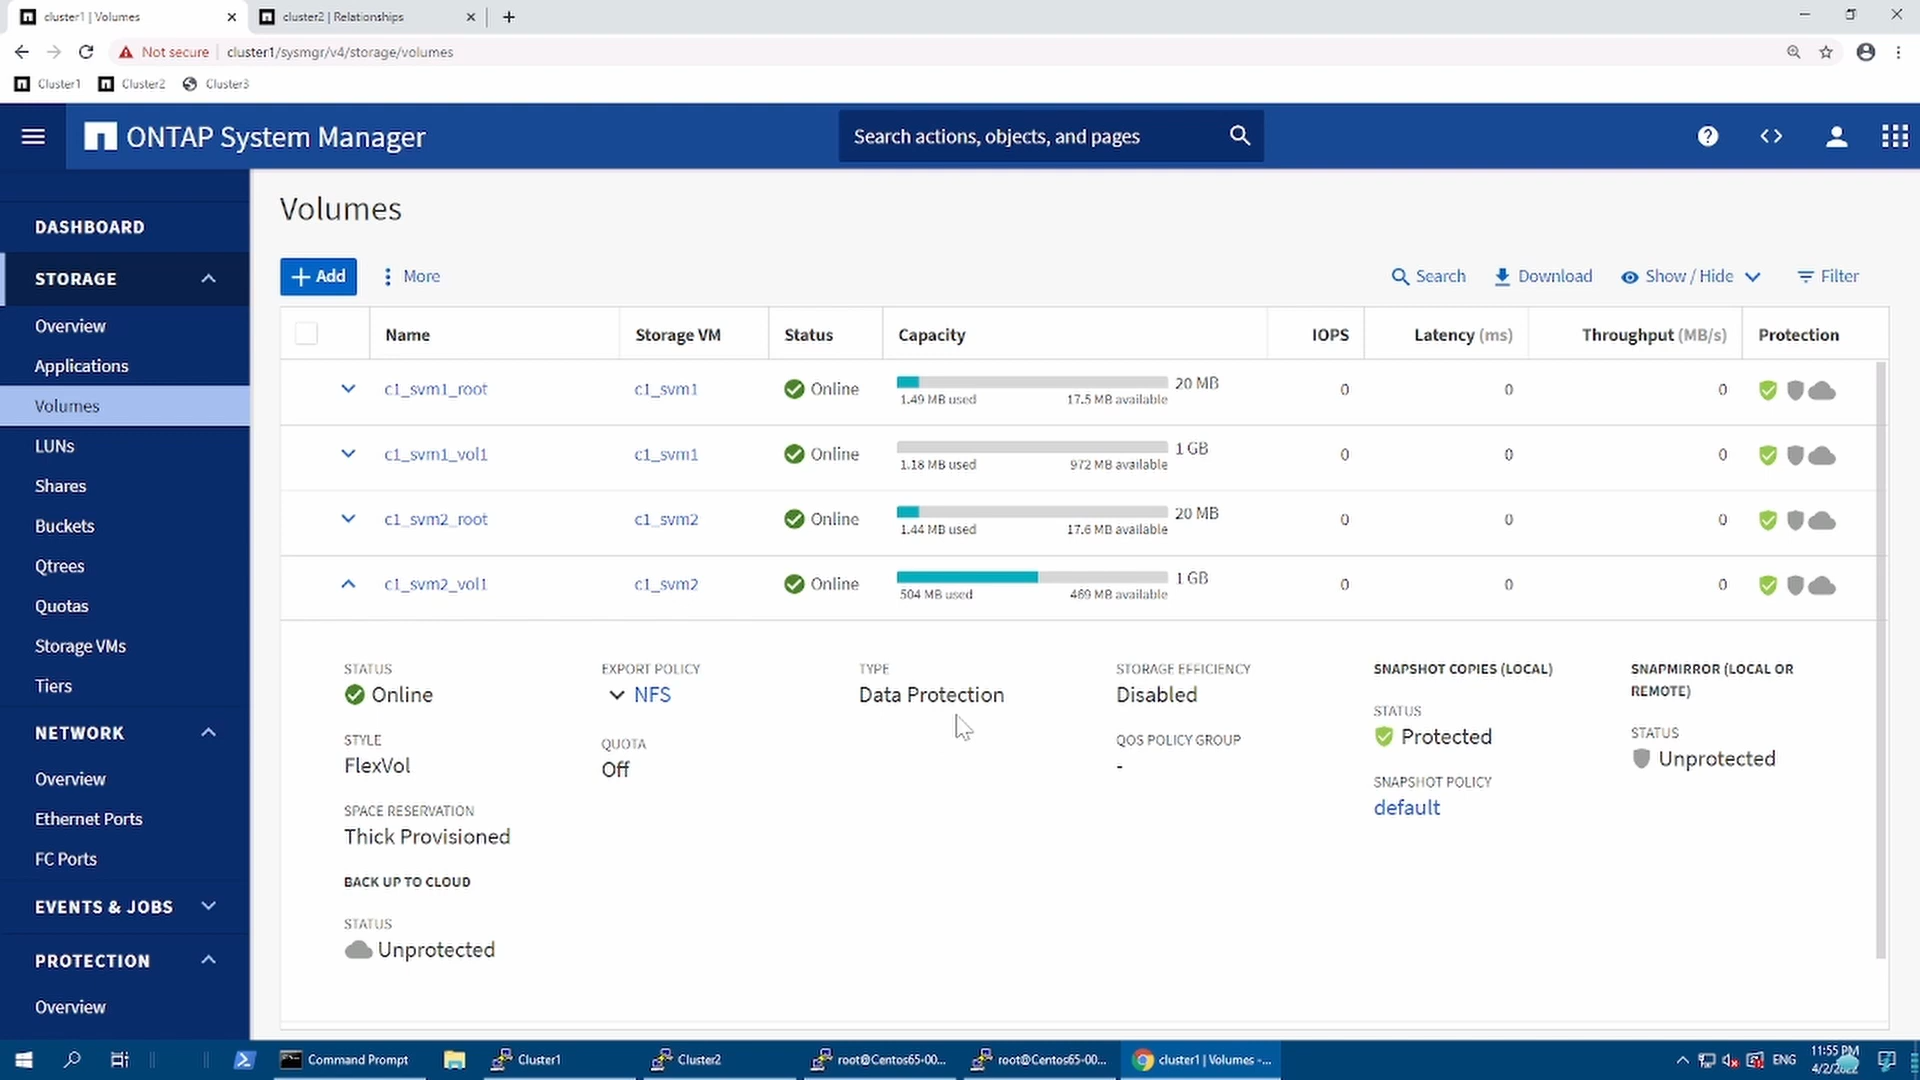 cluster1 | Volumes
cluster2 | Relationships
Not secure
cluster1/sysmgr/v4/storage/volumes
Cluster1
Cluster2
Cluster3
ONTAP System Manager
Search actions, objects, and pages
DASHBOARD
STORAGE
Overview
Applications
Volumes
LUNs
Shares
Buckets
Qtrees
Quotas
Storage VMs
Tiers
NETWORK
Overview
Ethernet Ports
FC Ports
EVENTS & JOBS
PROTECTION
Overview
Volumes
Add
More
Search
Download
Show / Hide
Filter
Name Storage VM Status Capacity IOPS Latency (ms) Throughput (MB/s) Protection
c1_svm1_root c1_svm1 Online 20 MB 0 0 0
1.49 MB used 17.5 MB available
c1_svm1_vol1 c1_svm1 Online 1 GB 0 0 0
1.18 MB used 972 MB available
c1_svm2_root c1_svm2 Online 20 MB 0 0 0
1.44 MB used 17.6 MB available
c1_svm2_vol1 c1_svm2 Online 1 GB 0 0 0
504 MB used 469 MB available
STATUS
Online
STYLE
FlexVol
SPACE RESERVATION
Thick Provisioned
BACK UP TO CLOUD
STATUS
Unprotected
EXPORT POLICY
NFS
QUOTA
Off
TYPE
Data Protection
STORAGE EFFICIENCY
Disabled
QOS POLICY GROUP
-
SNAPSHOT COPIES (LOCAL)
STATUS
Protected
SNAPSHOT POLICY
default
SNAPMIRROR (LOCAL OR
REMOTE)
STATUS
Unprotected
Command Prompt
Cluster1
Cluster2
root@Centos65-00...
root@Centos65-00...
cluster1 | Volumes -...
ENG
11:55 PM